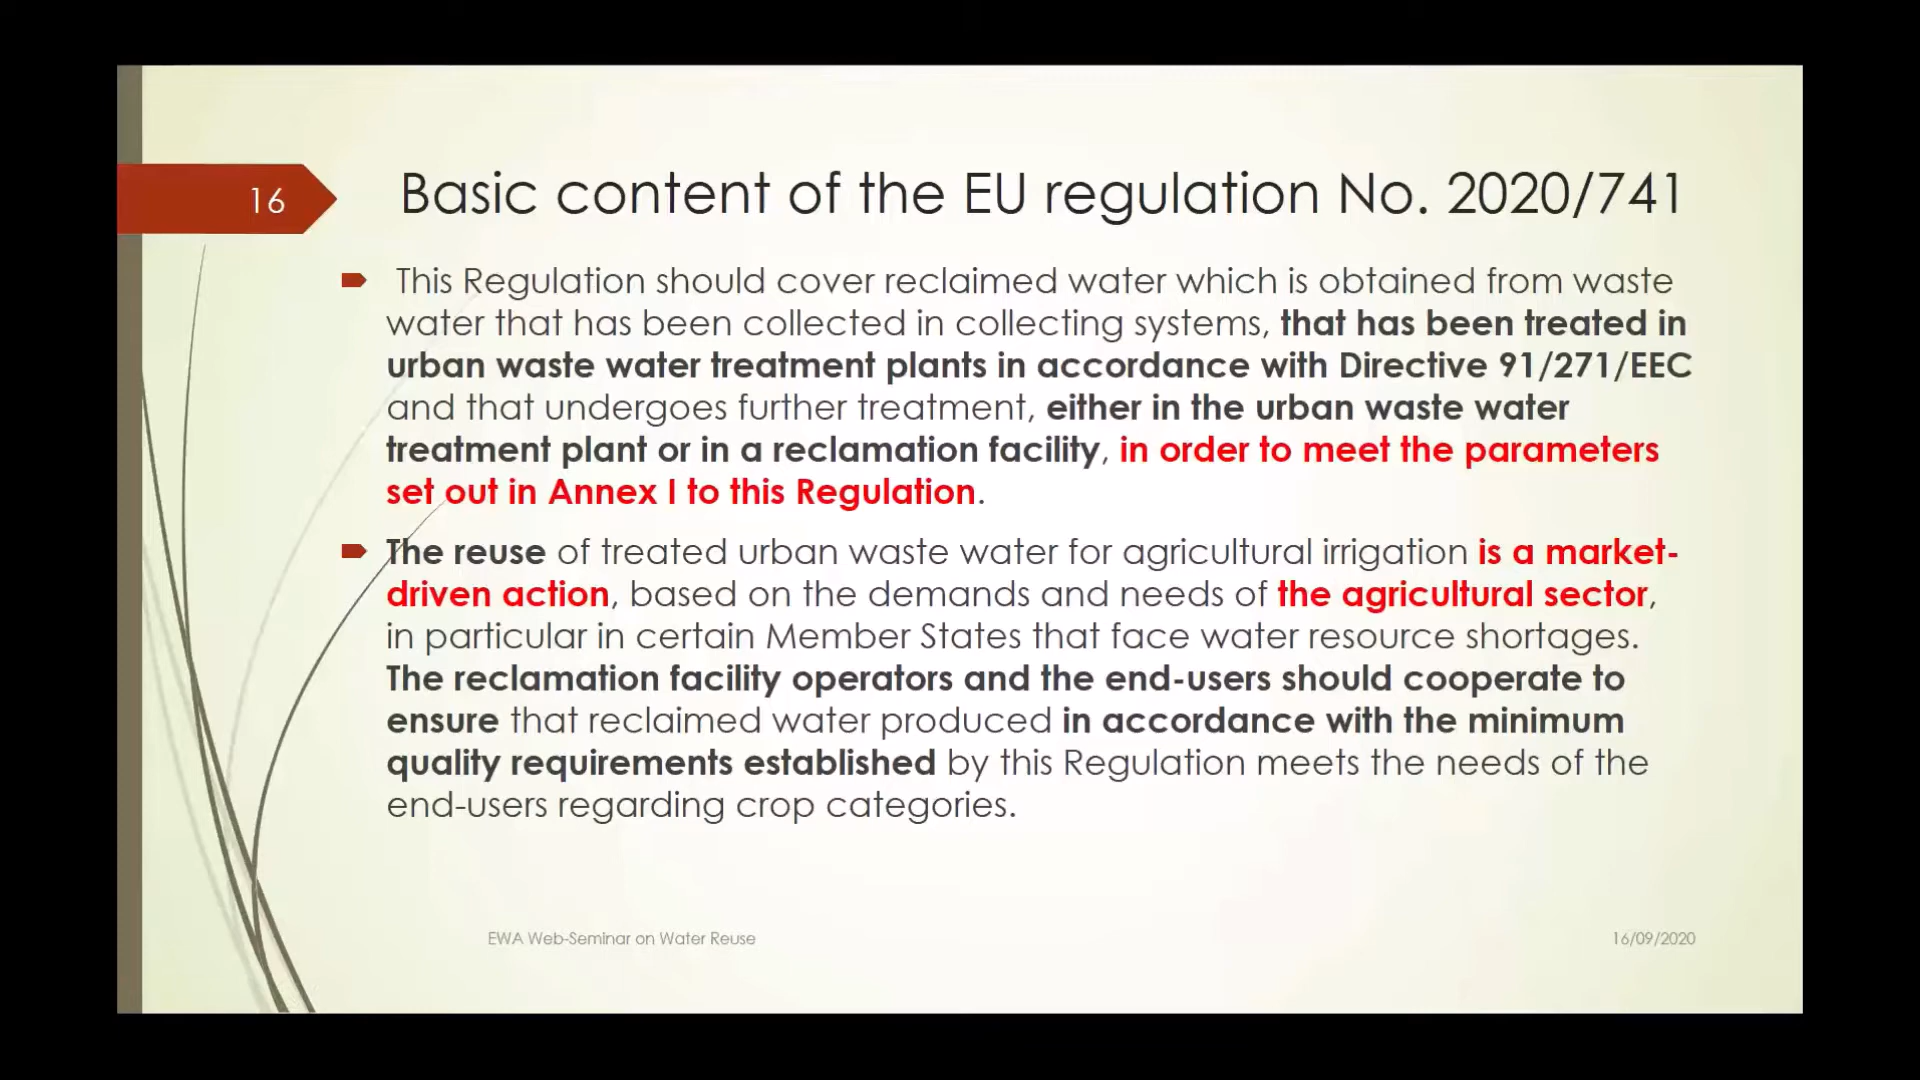 16
Basic content of the EU regulation No. 2020/741
This Regulation should cover reclaimed water which is obtained from waste
water that has been collected in collecting systems, that has been treated in
urban waste water treatment plants in accordance with Directive 91/271/EEC
and that undergoes further treatment, either in the urban waste water
treatment plant or in a reclamation facility, in order to meet the parameters
set out in Annex I to this Regulation.
The reuse of treated urban waste water for agricultural irrigation is a market-
driven action, based on the demands and needs of the agricultural sector,
in particular in certain Member States that face water resource shortages.
The reclamation facility operators and the end-users should cooperate to
ensure that reclaimed water produced in accordance with the minimum
quality requirements established by this Regulation meets the needs of the
end-users regarding crop categories.
EWA Web-Seminar on Water Reuse
16/09/2020